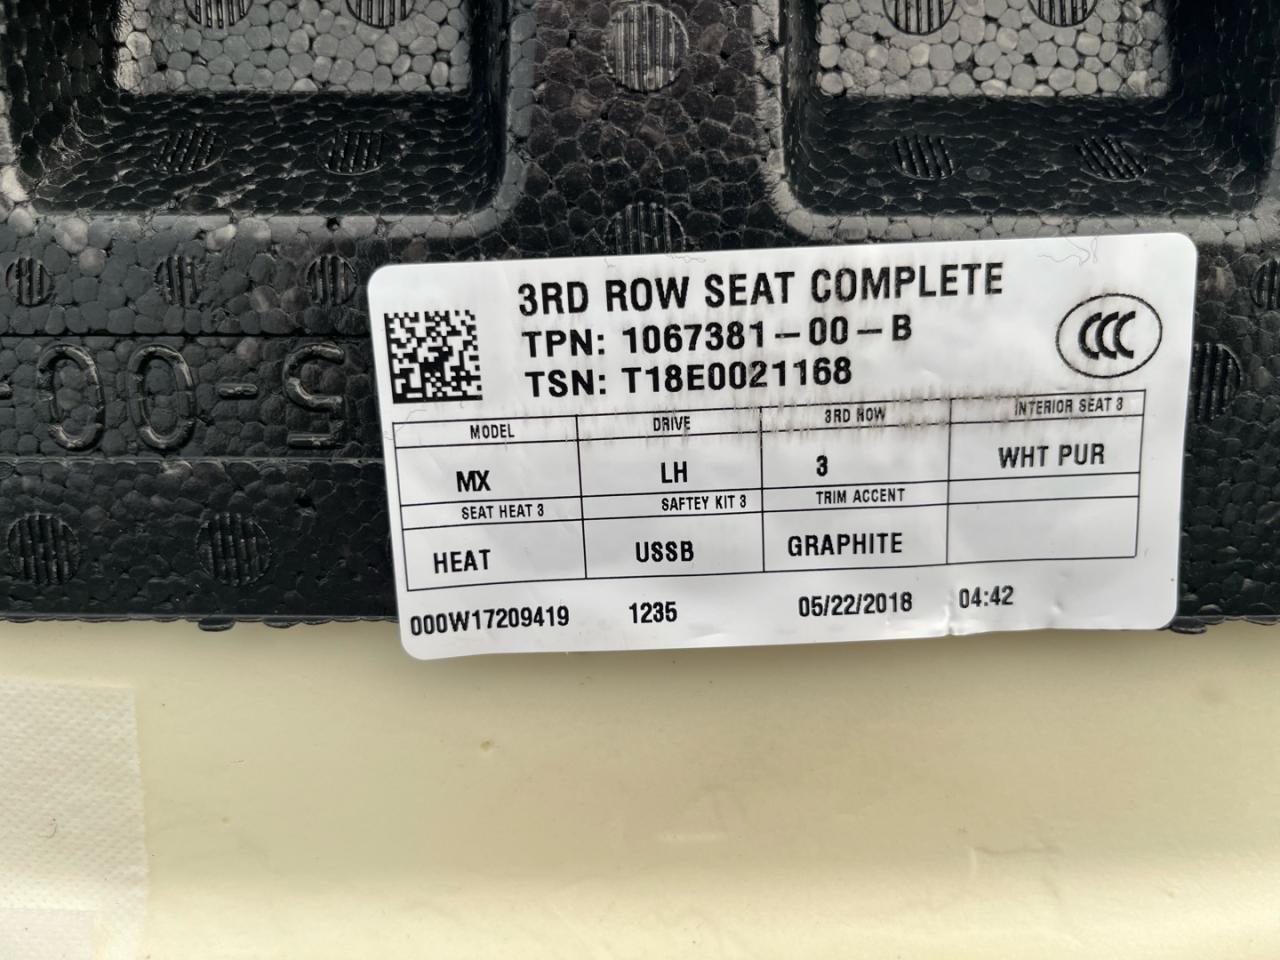 3RD ROW SEAT COMPLETE
TPN: 1067381-00-B
TSN: T18E0021168
CCC
MODEL DRIVE 3RD ROW INTERIOR SEAT 3
MX LH 3 WHT PUR
SEAT HEAT 3 SAFTEY KIT 3 TRIM ACCENT
HEAT USSB GRAPHITE
000W17209419 1235 05/22/2018 04:42
5-00-